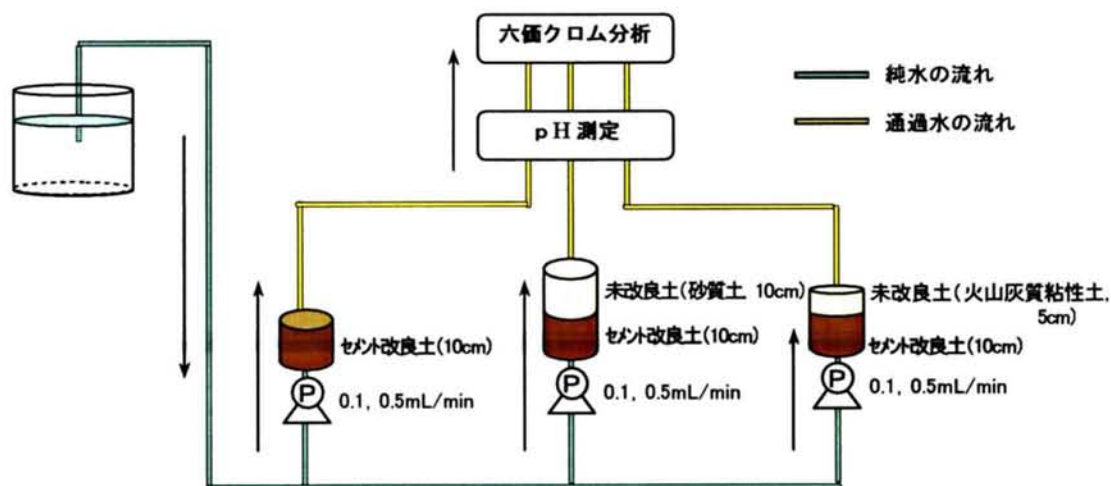 六価クロム分析
純水の流れ
pH測定
通過水の流れ
未改良土(砂質土, 10cm)
未改良土(火山灰質粘性土,
5cm)
セメント改良土(10cm)
セメント改良土(10cm)
セメント改良土(10cm)
P
0.1, 0.5mL/min
P
0.1, 0.5mL/min
P
0.1, 0.5mL/min